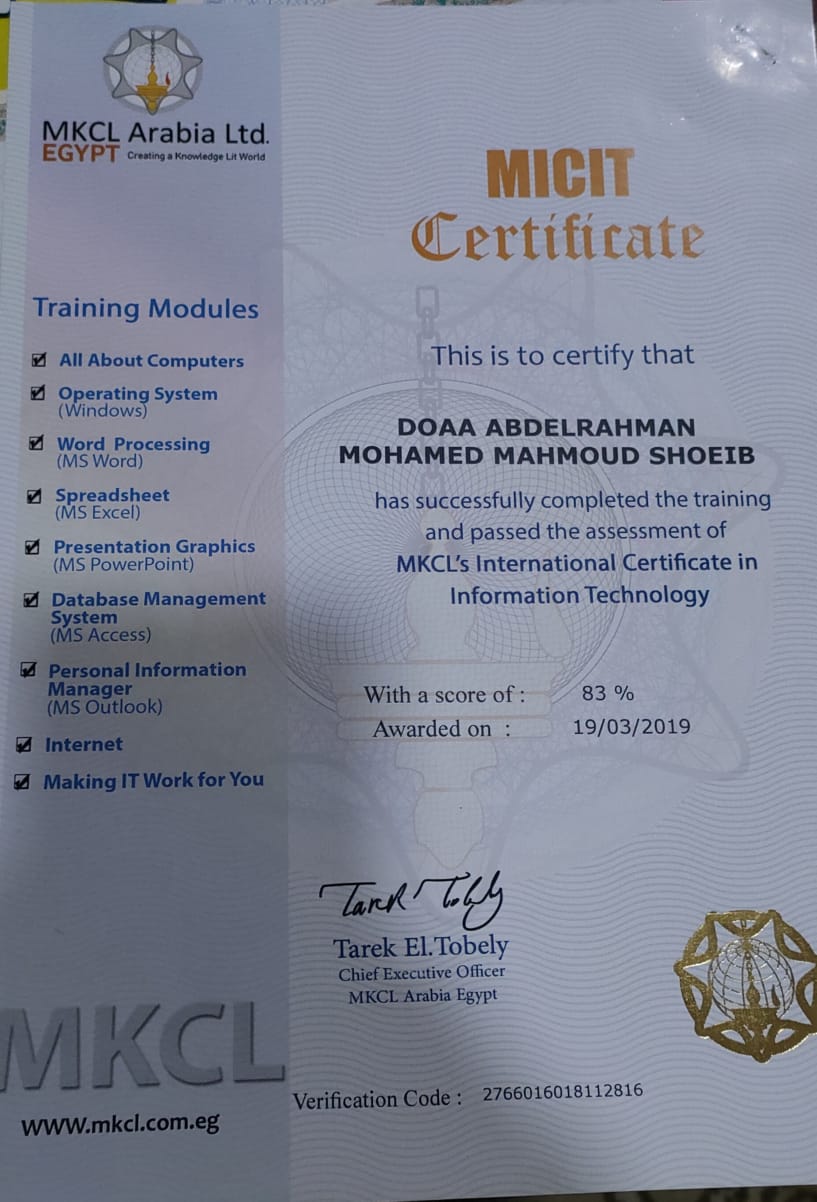 MKCL Arabia Ltd.
EGYPT Creating a Knowledge Lit World
Training Modules
All About Computers
Operating System
(Windows)
Word Processing
(MS Word)
Spreadsheet
(MS Excel)
Presentation Graphics
(MS PowerPoint)
Database Management
System
(MS Access)
Personal Information
Manager
(MS Outlook)
Internet
Making IT Work for You
MKCL
www.mkcl.com.eg
MICIT
Certificate
This is to certify that
DOAA ABDELRAHMAN
MOHAMED MAHMOUD SHOEIB
has successfully completed the training
and passed the assessment of
MKCL's International Certificate in
Information Technology
With a score of : 83 %
Awarded on : 19/03/2019
Tarek Tobely
Tarek El.Tobely
Chief Executive Officer
MKCL Arabia Egypt
Verification Code : 2766016018112816